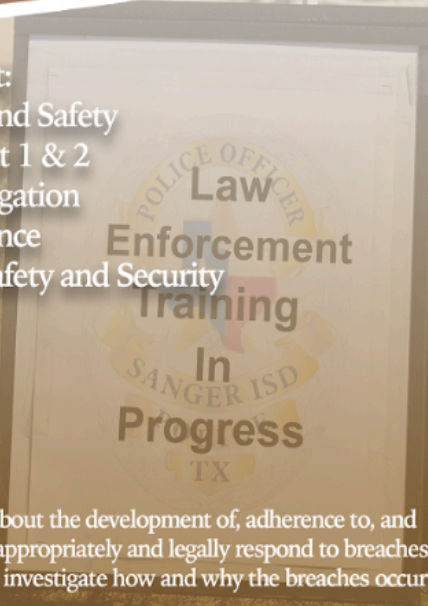 t:
nd Safety
t 1 & 2
gation
nce
afety and Security
POLICE OFFICER
Law
Enforcement
Training
In
Progress
SANGER ISD
TX
bout the development of, adherence to, and
appropriately and legally respond to breaches
investigate how and why the breaches occur